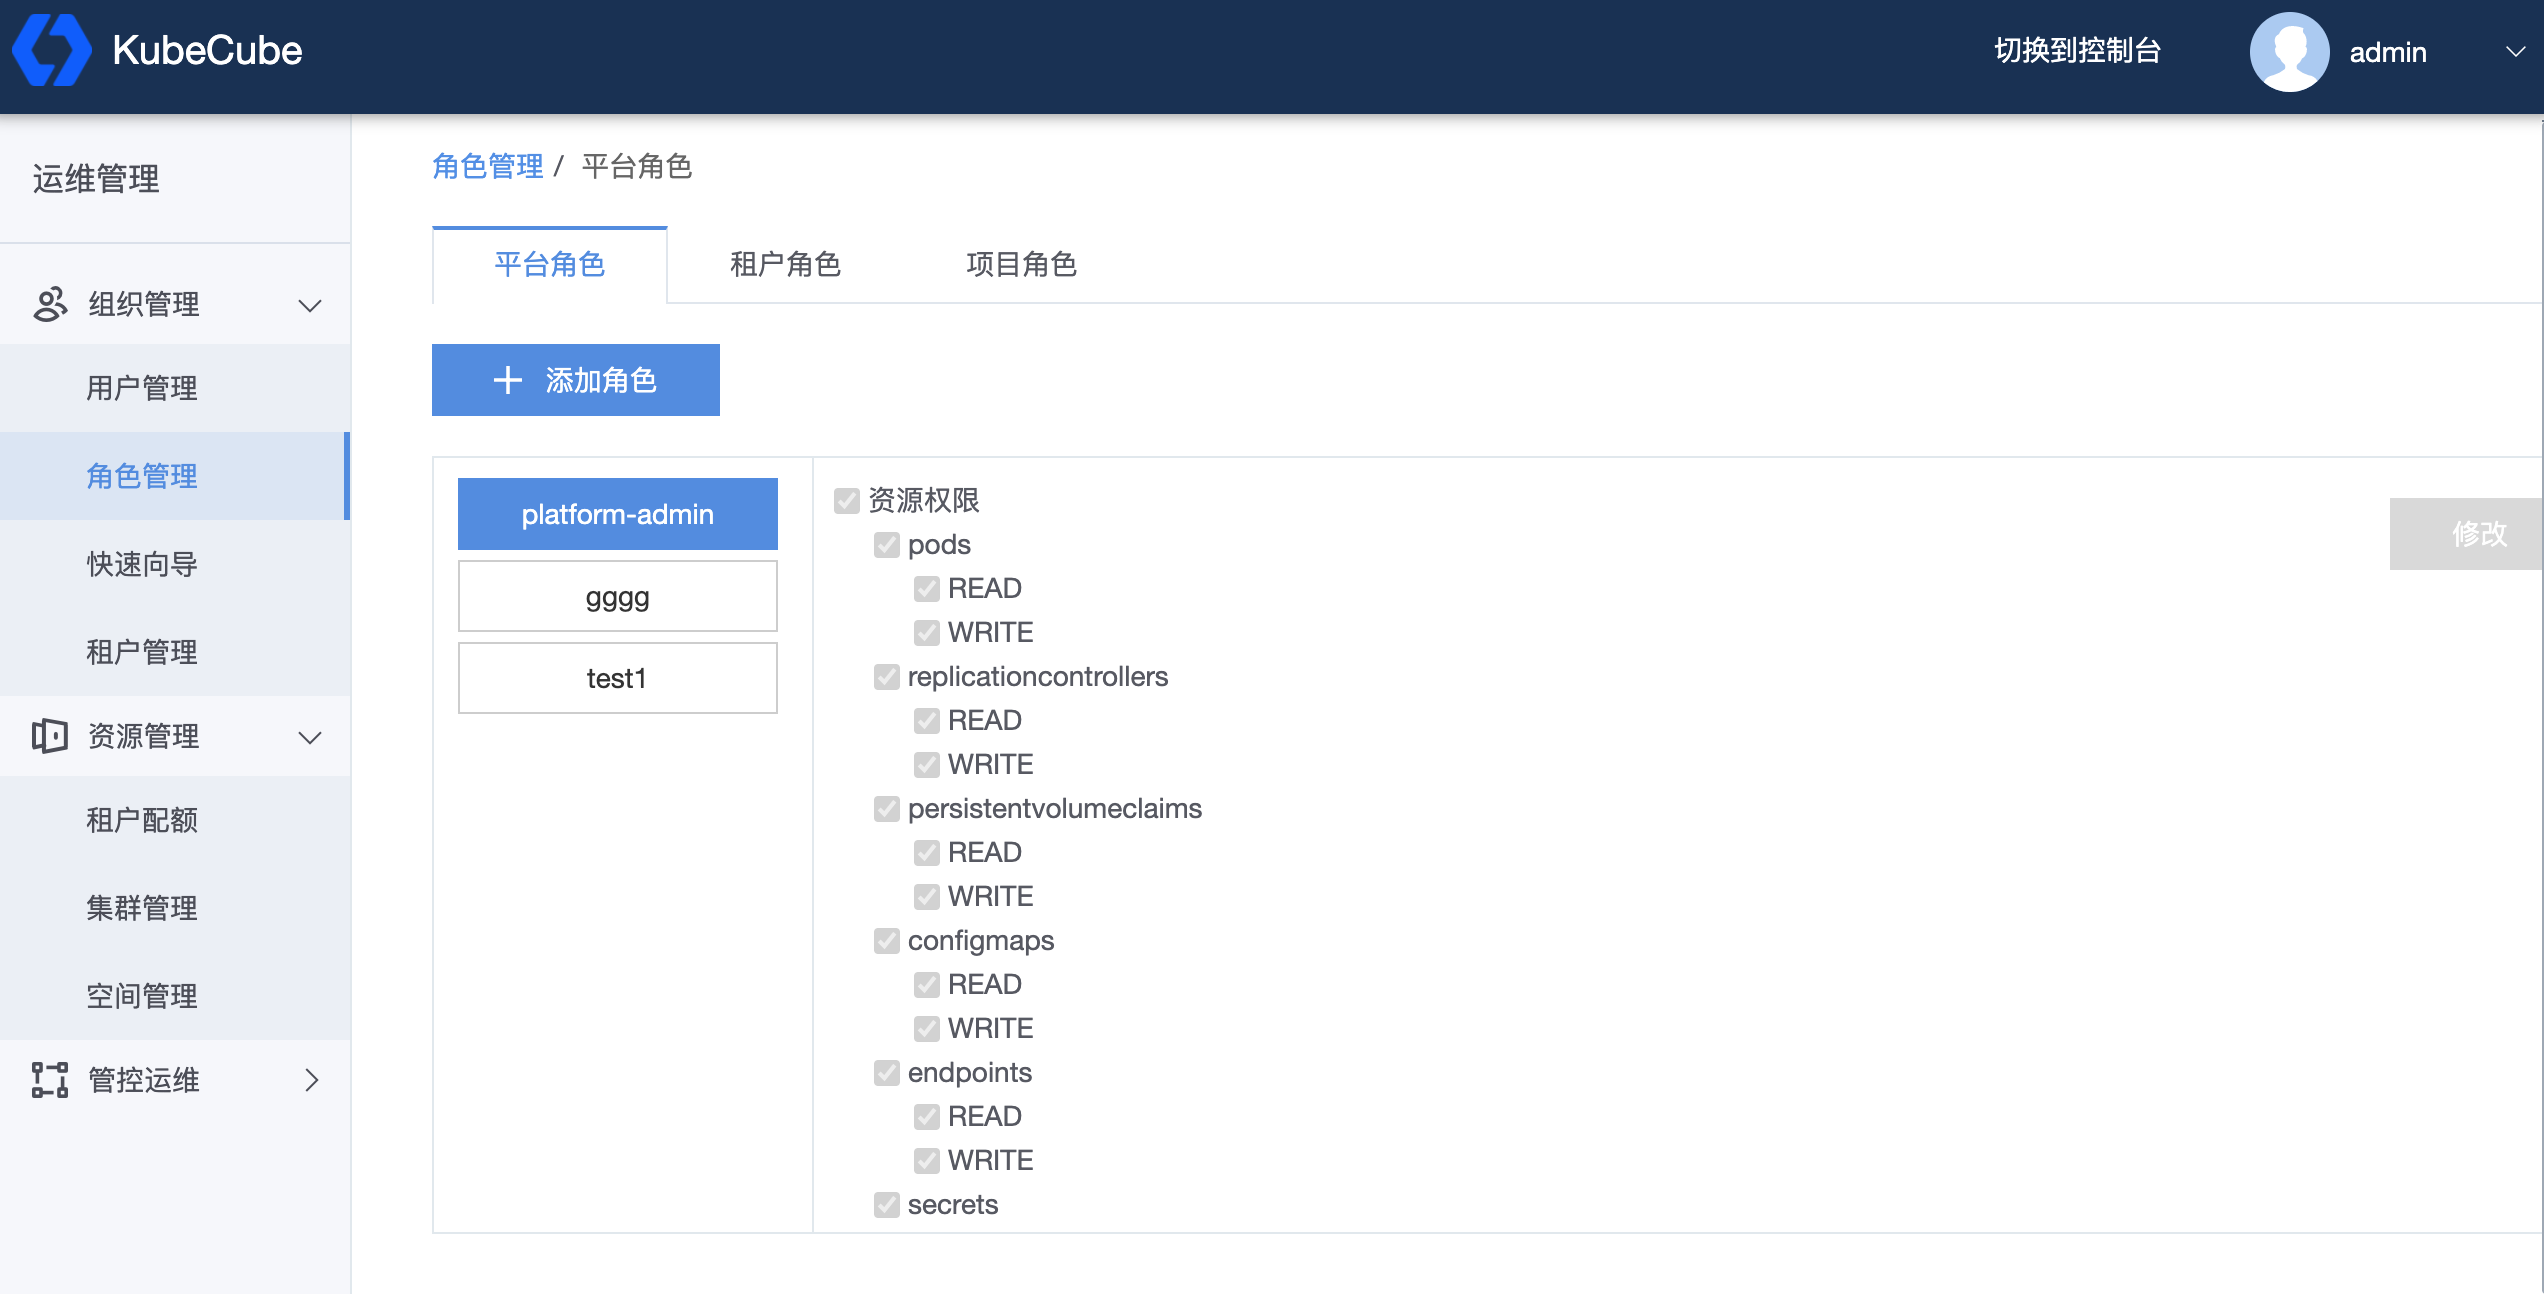 KubeCube
切换到控制台
admin
运维管理
组织管理
用户管理
角色管理
快速向导
租户管理
资源管理
租户配额
集群管理
空间管理
管控运维
角色管理 / 平台角色
平台角色
租户角色
项目角色
添加角色
platform-admin
gggg
test1
资源权限
pods
READ
WRITE
replicationcontrollers
READ
WRITE
persistentvolumeclaims
READ
WRITE
configmaps
READ
WRITE
endpoints
READ
WRITE
secrets
修改